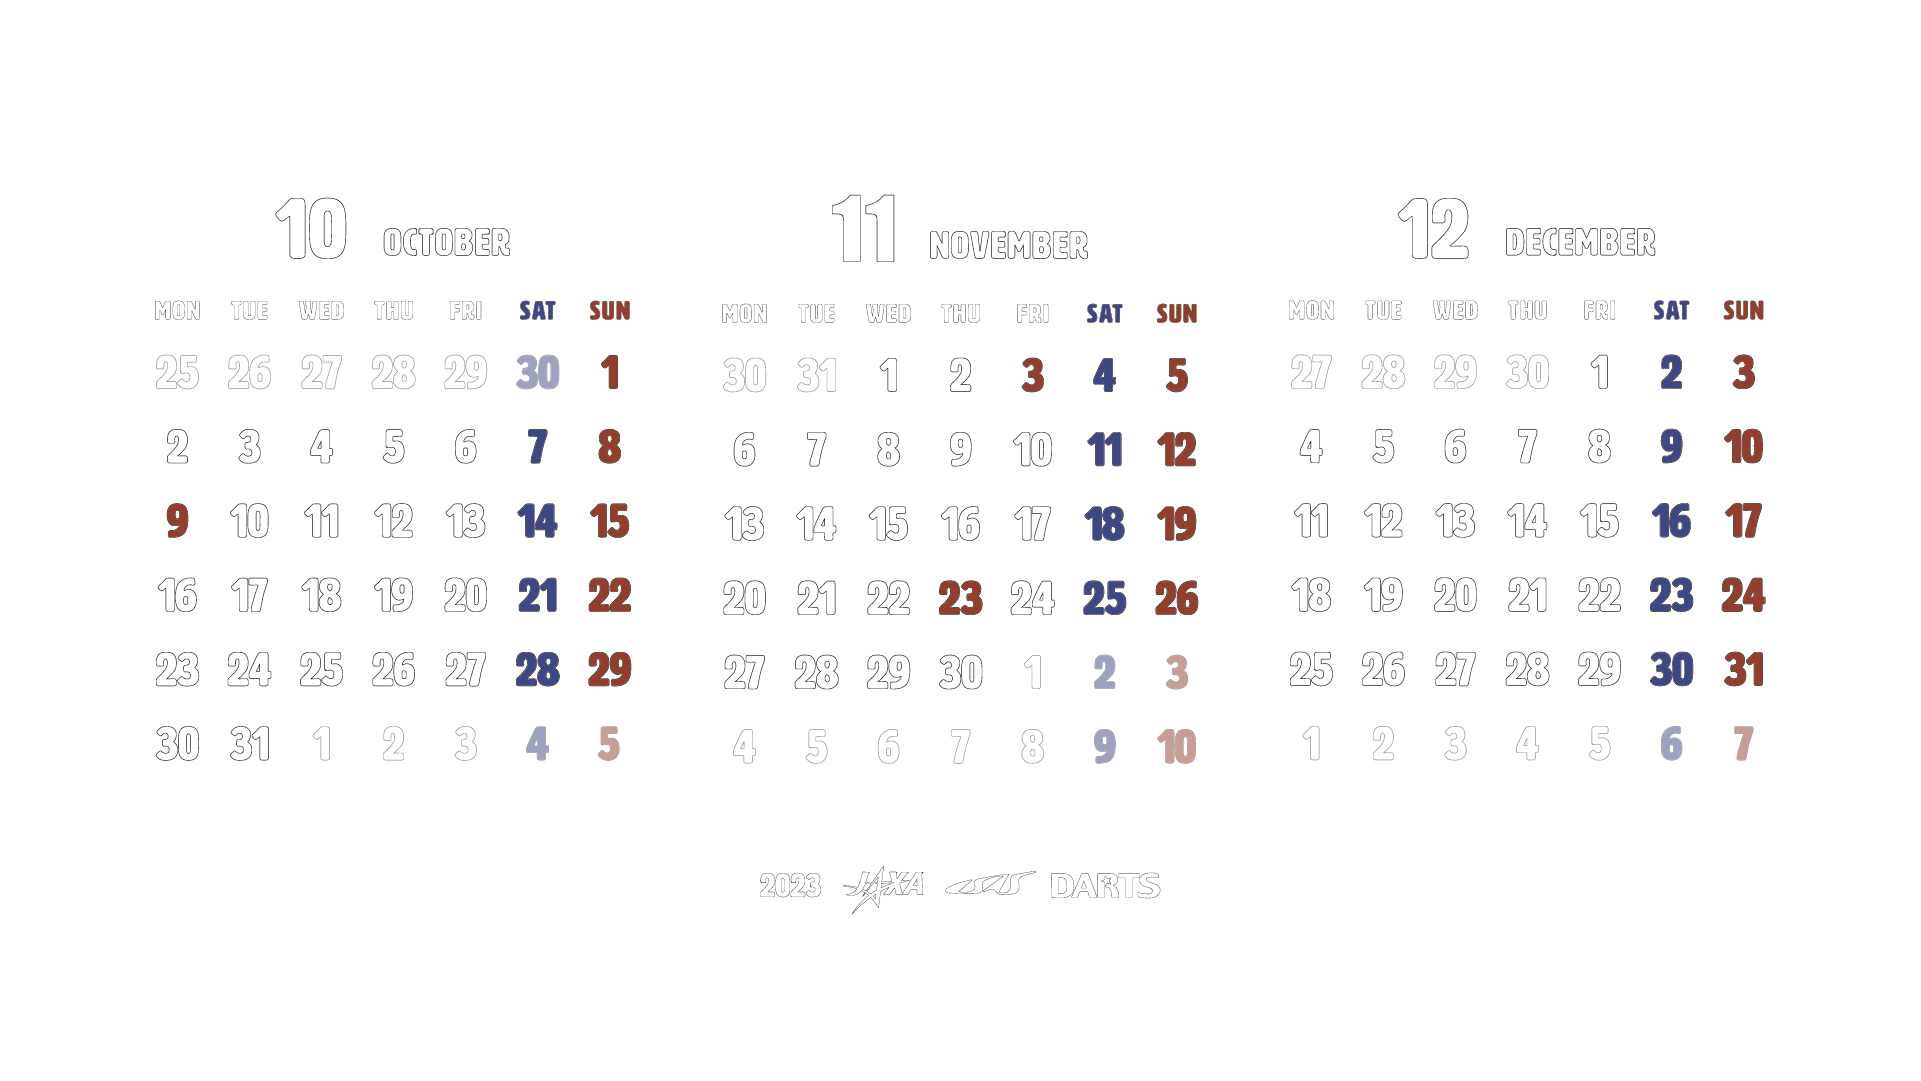 10 OCTOBER
MON TUE WED THU FRI SAT SUN
25 26 27 28 29 30 1
2 3 4 5 6 7 8
9 10 11 12 13 14 15
16 17 18 19 20 21 22
23 24 25 26 27 28 29
30 31 1 2 3 4 5
11 NOVEMBER
MON TUE WED THU FRI SAT SUN
30 31 1 2 3 4 5
6 7 8 9 10 11 12
13 14 15 16 17 18 19
20 21 22 23 24 25 26
27 28 29 30 1 2 3
4 5 6 7 8 9 10
12 DECEMBER
MON TUE WED THU FRI SAT SUN
27 28 29 30 1 2 3
4 5 6 7 8 9 10
11 12 13 14 15 16 17
18 19 20 21 22 23 24
25 26 27 28 29 30 31
1 2 3 4 5 6 7
2023 JAXA ISAS DARTS